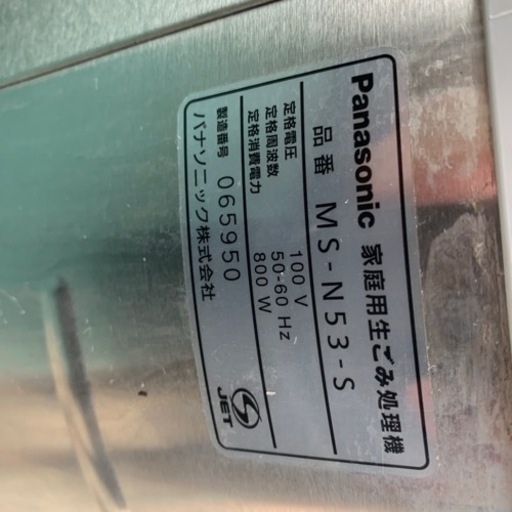 Panasonic 家庭用生ごみ処理機
品番 MS-N53-S
定格電圧 100 V
定格周波数 50-60 Hz
定格消費電力 800 W
製造番号 065950
パナソニック株式会社
JET